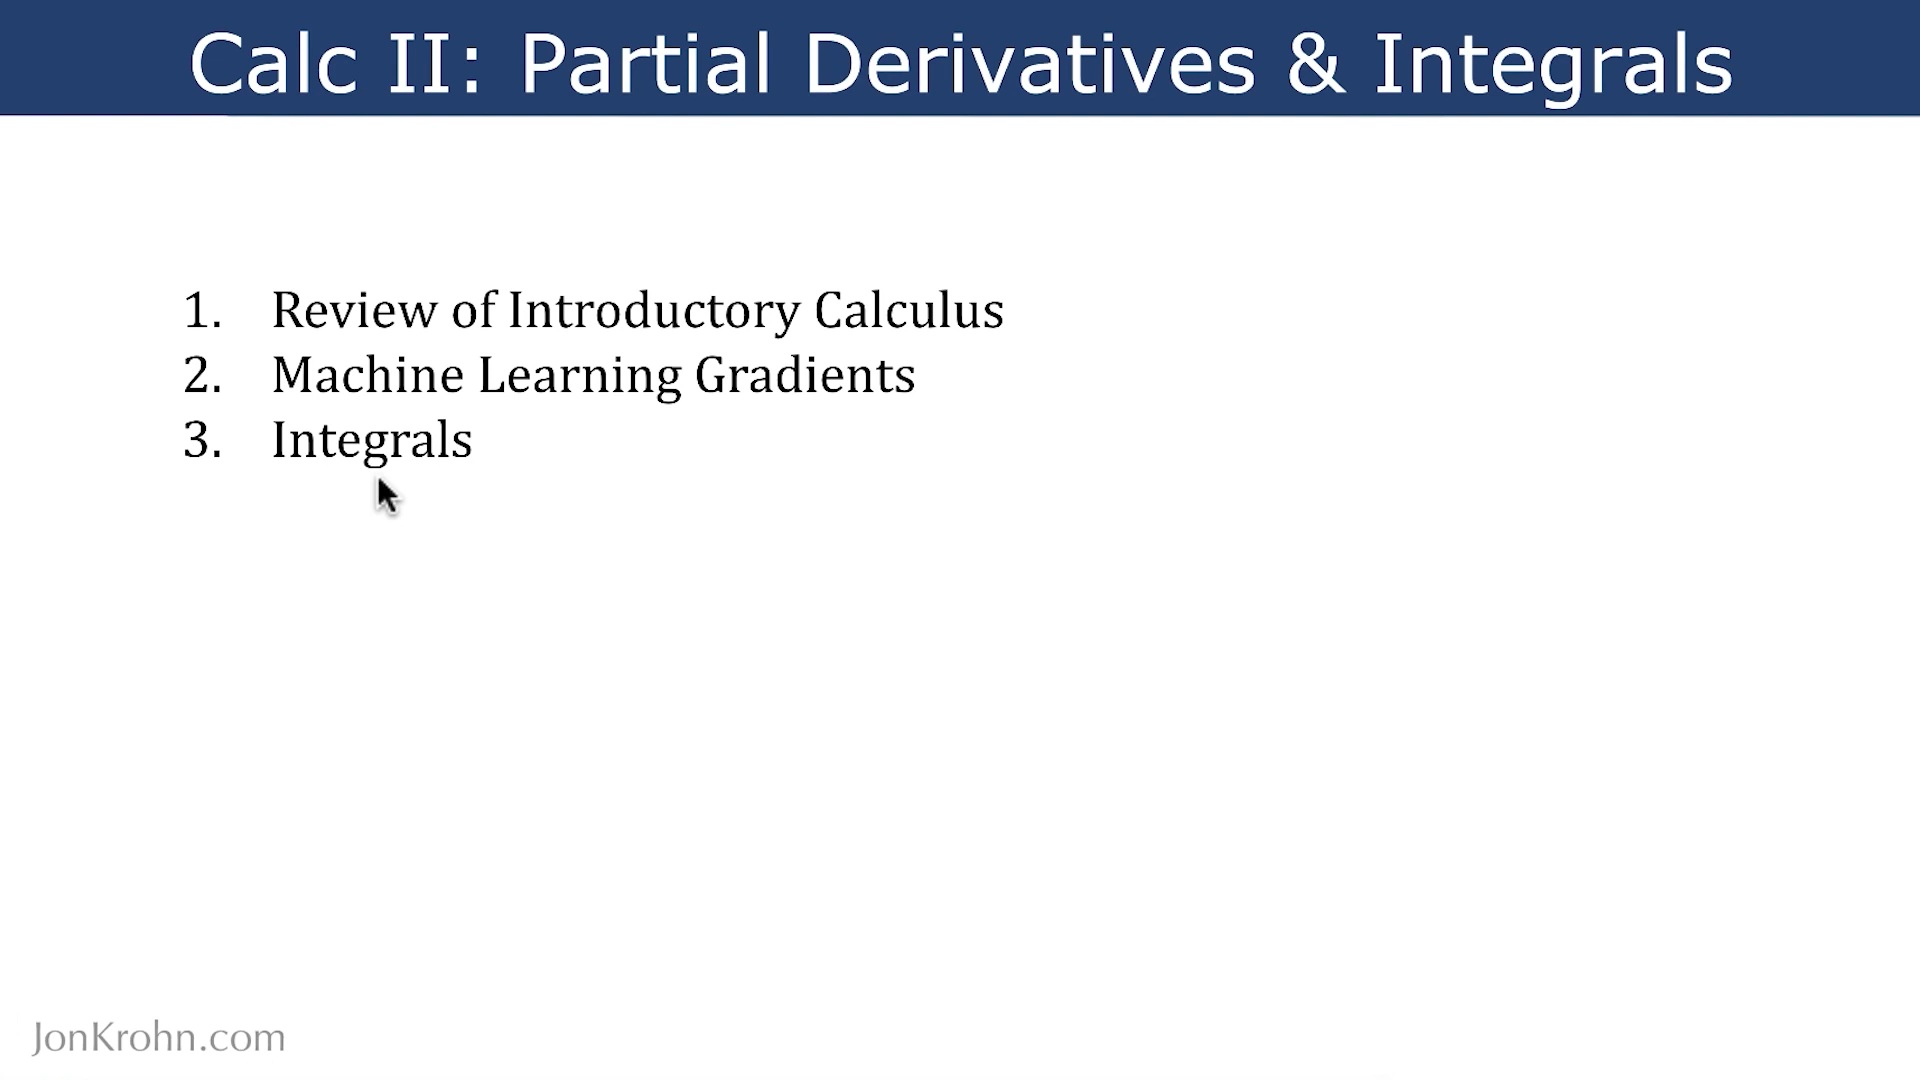 Calc II: Partial Derivatives & Integrals
1. Review of Introductory Calculus
2. Machine Learning Gradients
3. Integrals
JonKrohn.com